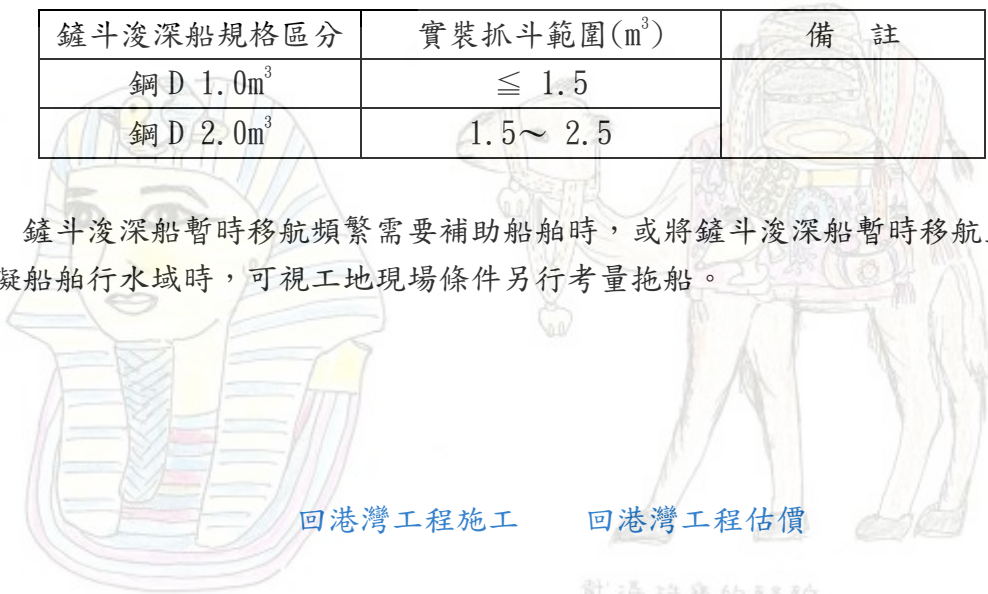 鏟斗浚深船規格區分 實裝抓斗範圍(m³) 備 註
鋼 D 1.0m³ ≦ 1.5
鋼 D 2.0m³ 1.5～ 2.5
鏟斗浚深船暫時移航頻繁需要補助船舶時，或將鏟斗浚深船暫時移航
凝船舶行水域時，可視工地現場條件另行考量拖船。
回港灣工程施工 回港灣工程估價